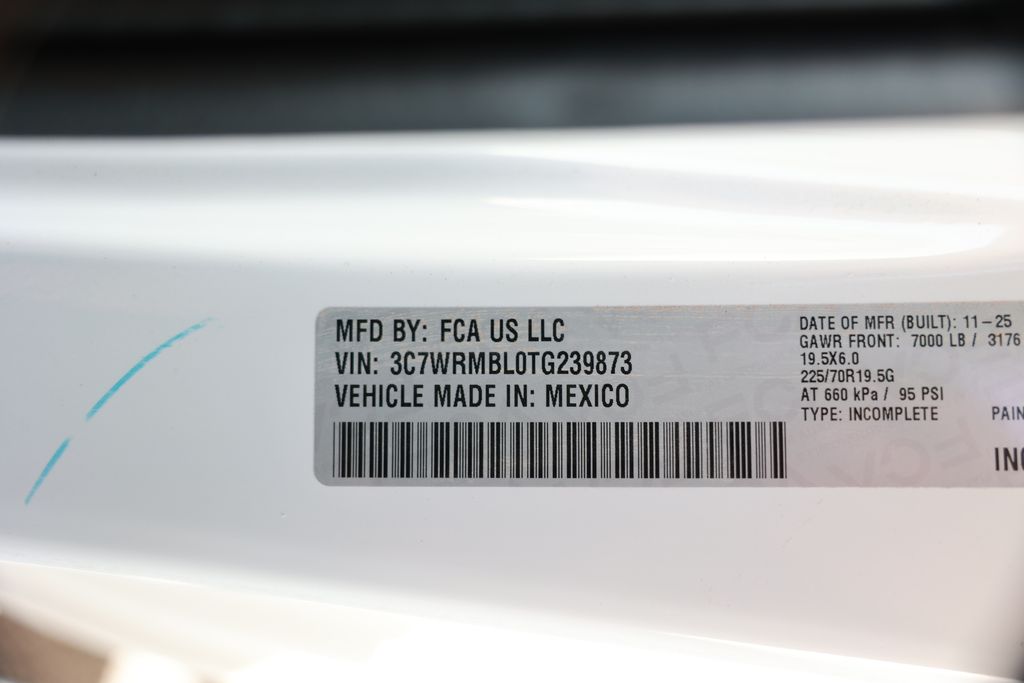 MFD BY: FCA US LLC
VIN: 3C7WRMBL0TG239873
VEHICLE MADE IN: MEXICO
DATE OF MFR (BUILT): 11-25
GAWR FRONT: 7000 LB / 3176
19.5X6.0
225/70R19.5G
AT 660 kPa / 95 PSI
TYPE: INCOMPLETE